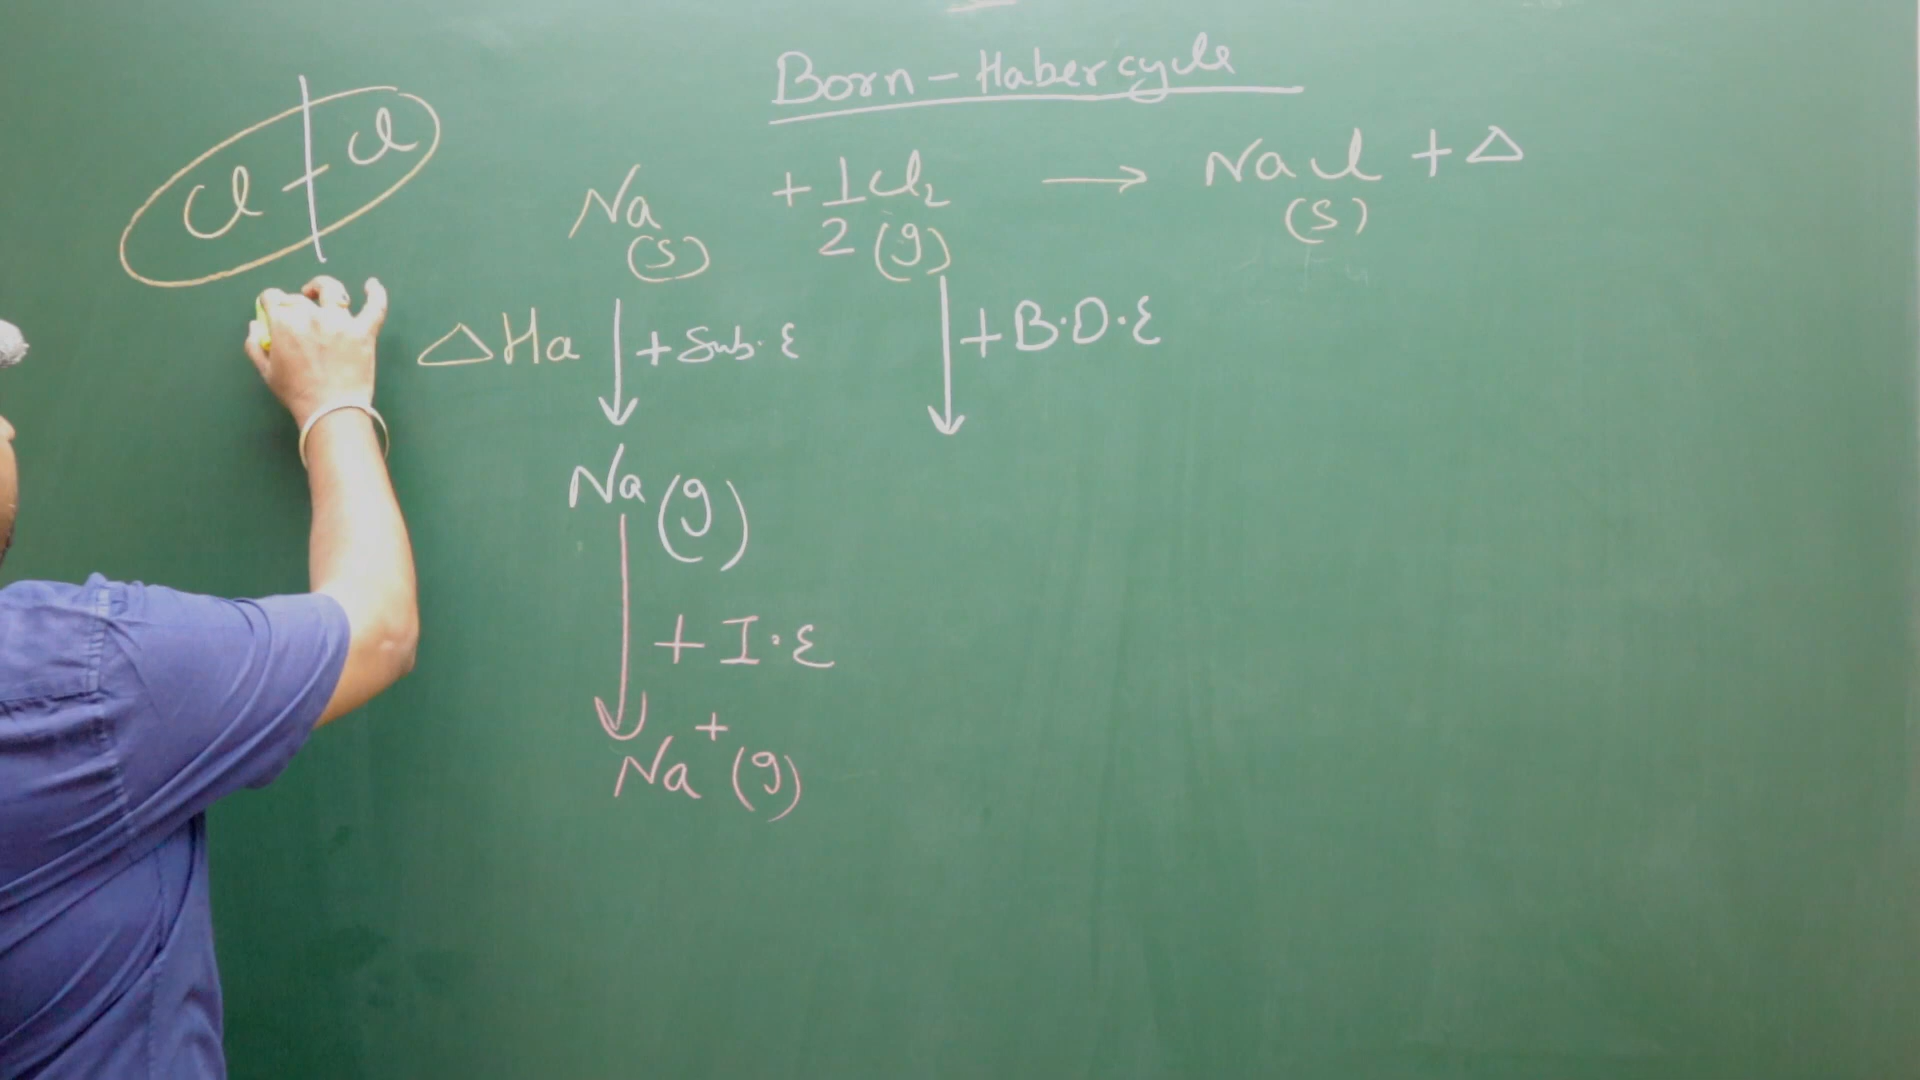 Born-Haber cycle
Cl-Cl
Na(s) + 1/2 Cl2(g) → NaCl(s) + Δ
ΔHa ↓ +Sub.E ↓ +B.D.E
Na(g)
↓ + I.E
Na+(g)